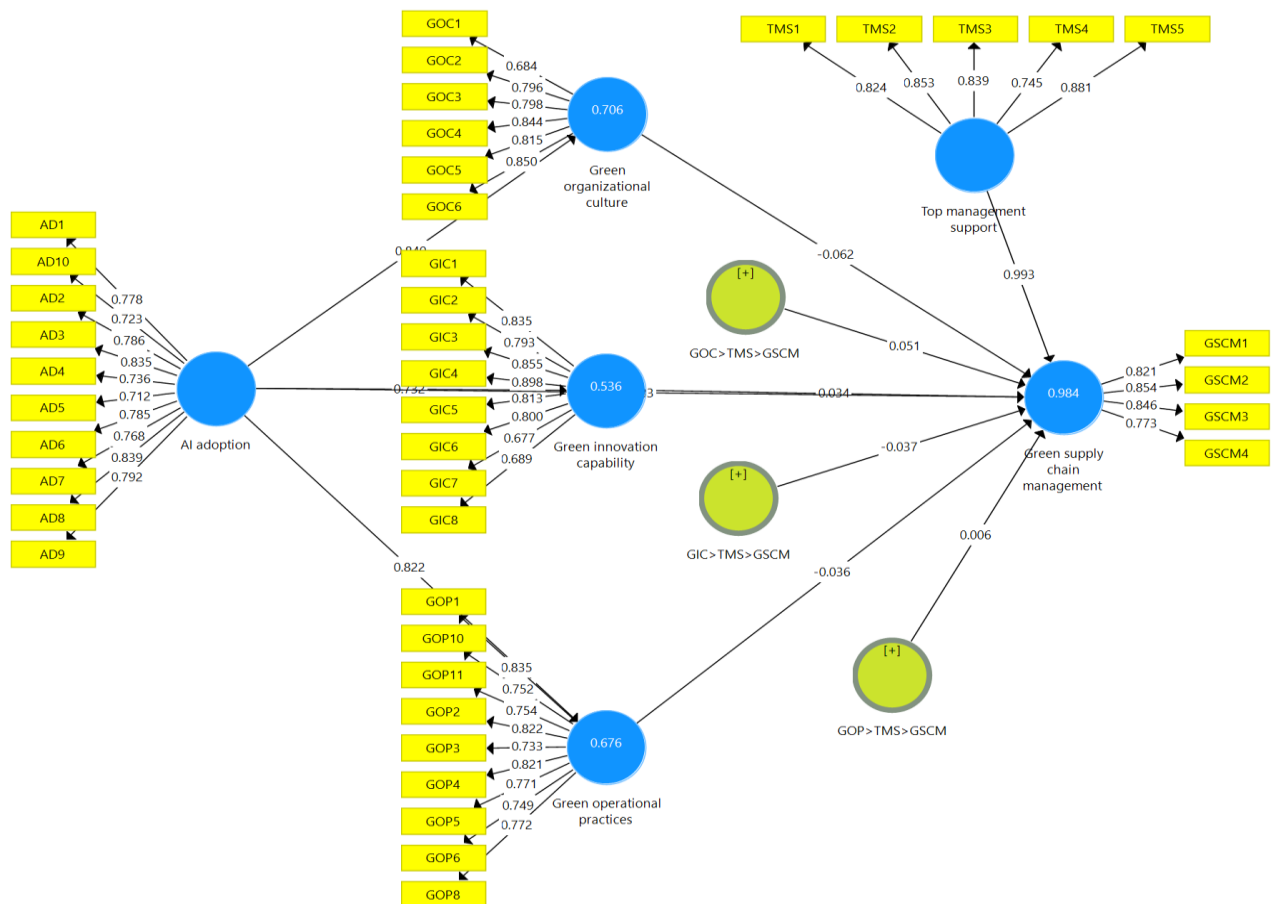 GOC1
GOC2
GOC3
GOC4
GOC5
GOC6
0.684
0.796
0.798
0.844
0.815
0.850
0.706
Green
organizational
culture
TMS1
TMS2
TMS3
TMS4
TMS5
0.824
0.853
0.839
0.745
0.881
Top management
support
0.993
-0.062
AD1
AD10
AD2
AD3
AD4
AD5
AD6
AD7
AD8
AD9
0.778
0.723
0.786
0.835
0.736
0.712
0.785
0.768
0.839
0.792
AI adoption
0.840
0.732
0.822
GIC1
GIC2
GIC3
GIC4
GIC5
GIC6
GIC7
GIC8
0.835
0.793
0.855
0.898
0.813
0.800
0.677
0.689
0.536
Green innovation
capability
3
[+]
GOC>TMS>GSCM
0.051
[+]
GIC>TMS>GSCM
-0.037
[+]
GOP>TMS>GSCM
0.006
-0.036
0.984
Green supply
chain
management
GSCM1
GSCM2
GSCM3
GSCM4
0.821
0.854
0.846
0.773
GOP1
GOP10
GOP11
GOP2
GOP3
GOP4
GOP5
GOP6
GOP8
0.835
0.752
0.754
0.822
0.733
0.821
0.771
0.749
0.772
0.676
Green operational
practices